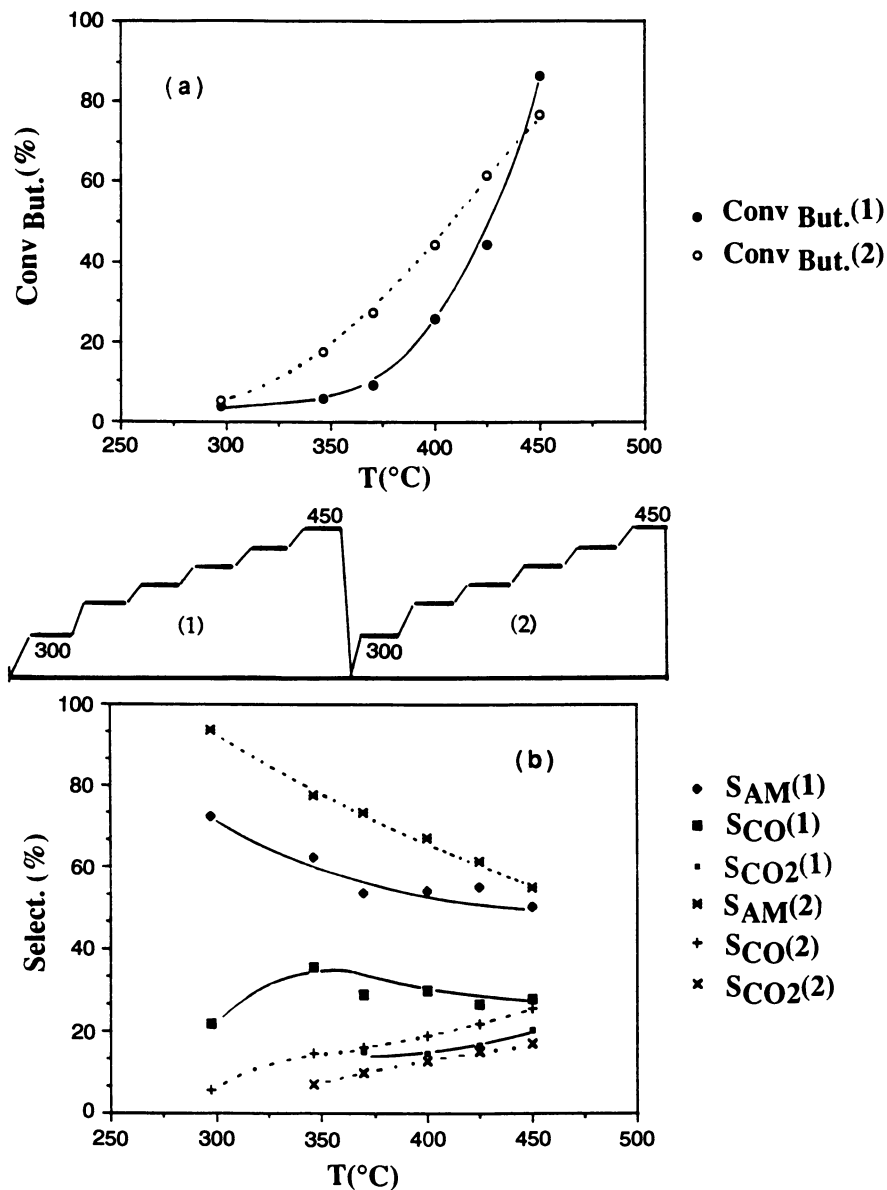 100
80
60
40
20
0
Conv But.(%)
(a)
250 300 350 400 450 500
T(°C)
Conv But.(1)
Conv But.(2)
450
450
(1)
(2)
300
300
100
80
60
40
20
0
Select. (%)
(b)
250 300 350 400 450 500
T(°C)
SAM(1)
SCO(1)
SCO2(1)
SAM(2)
SCO(2)
SCO2(2)